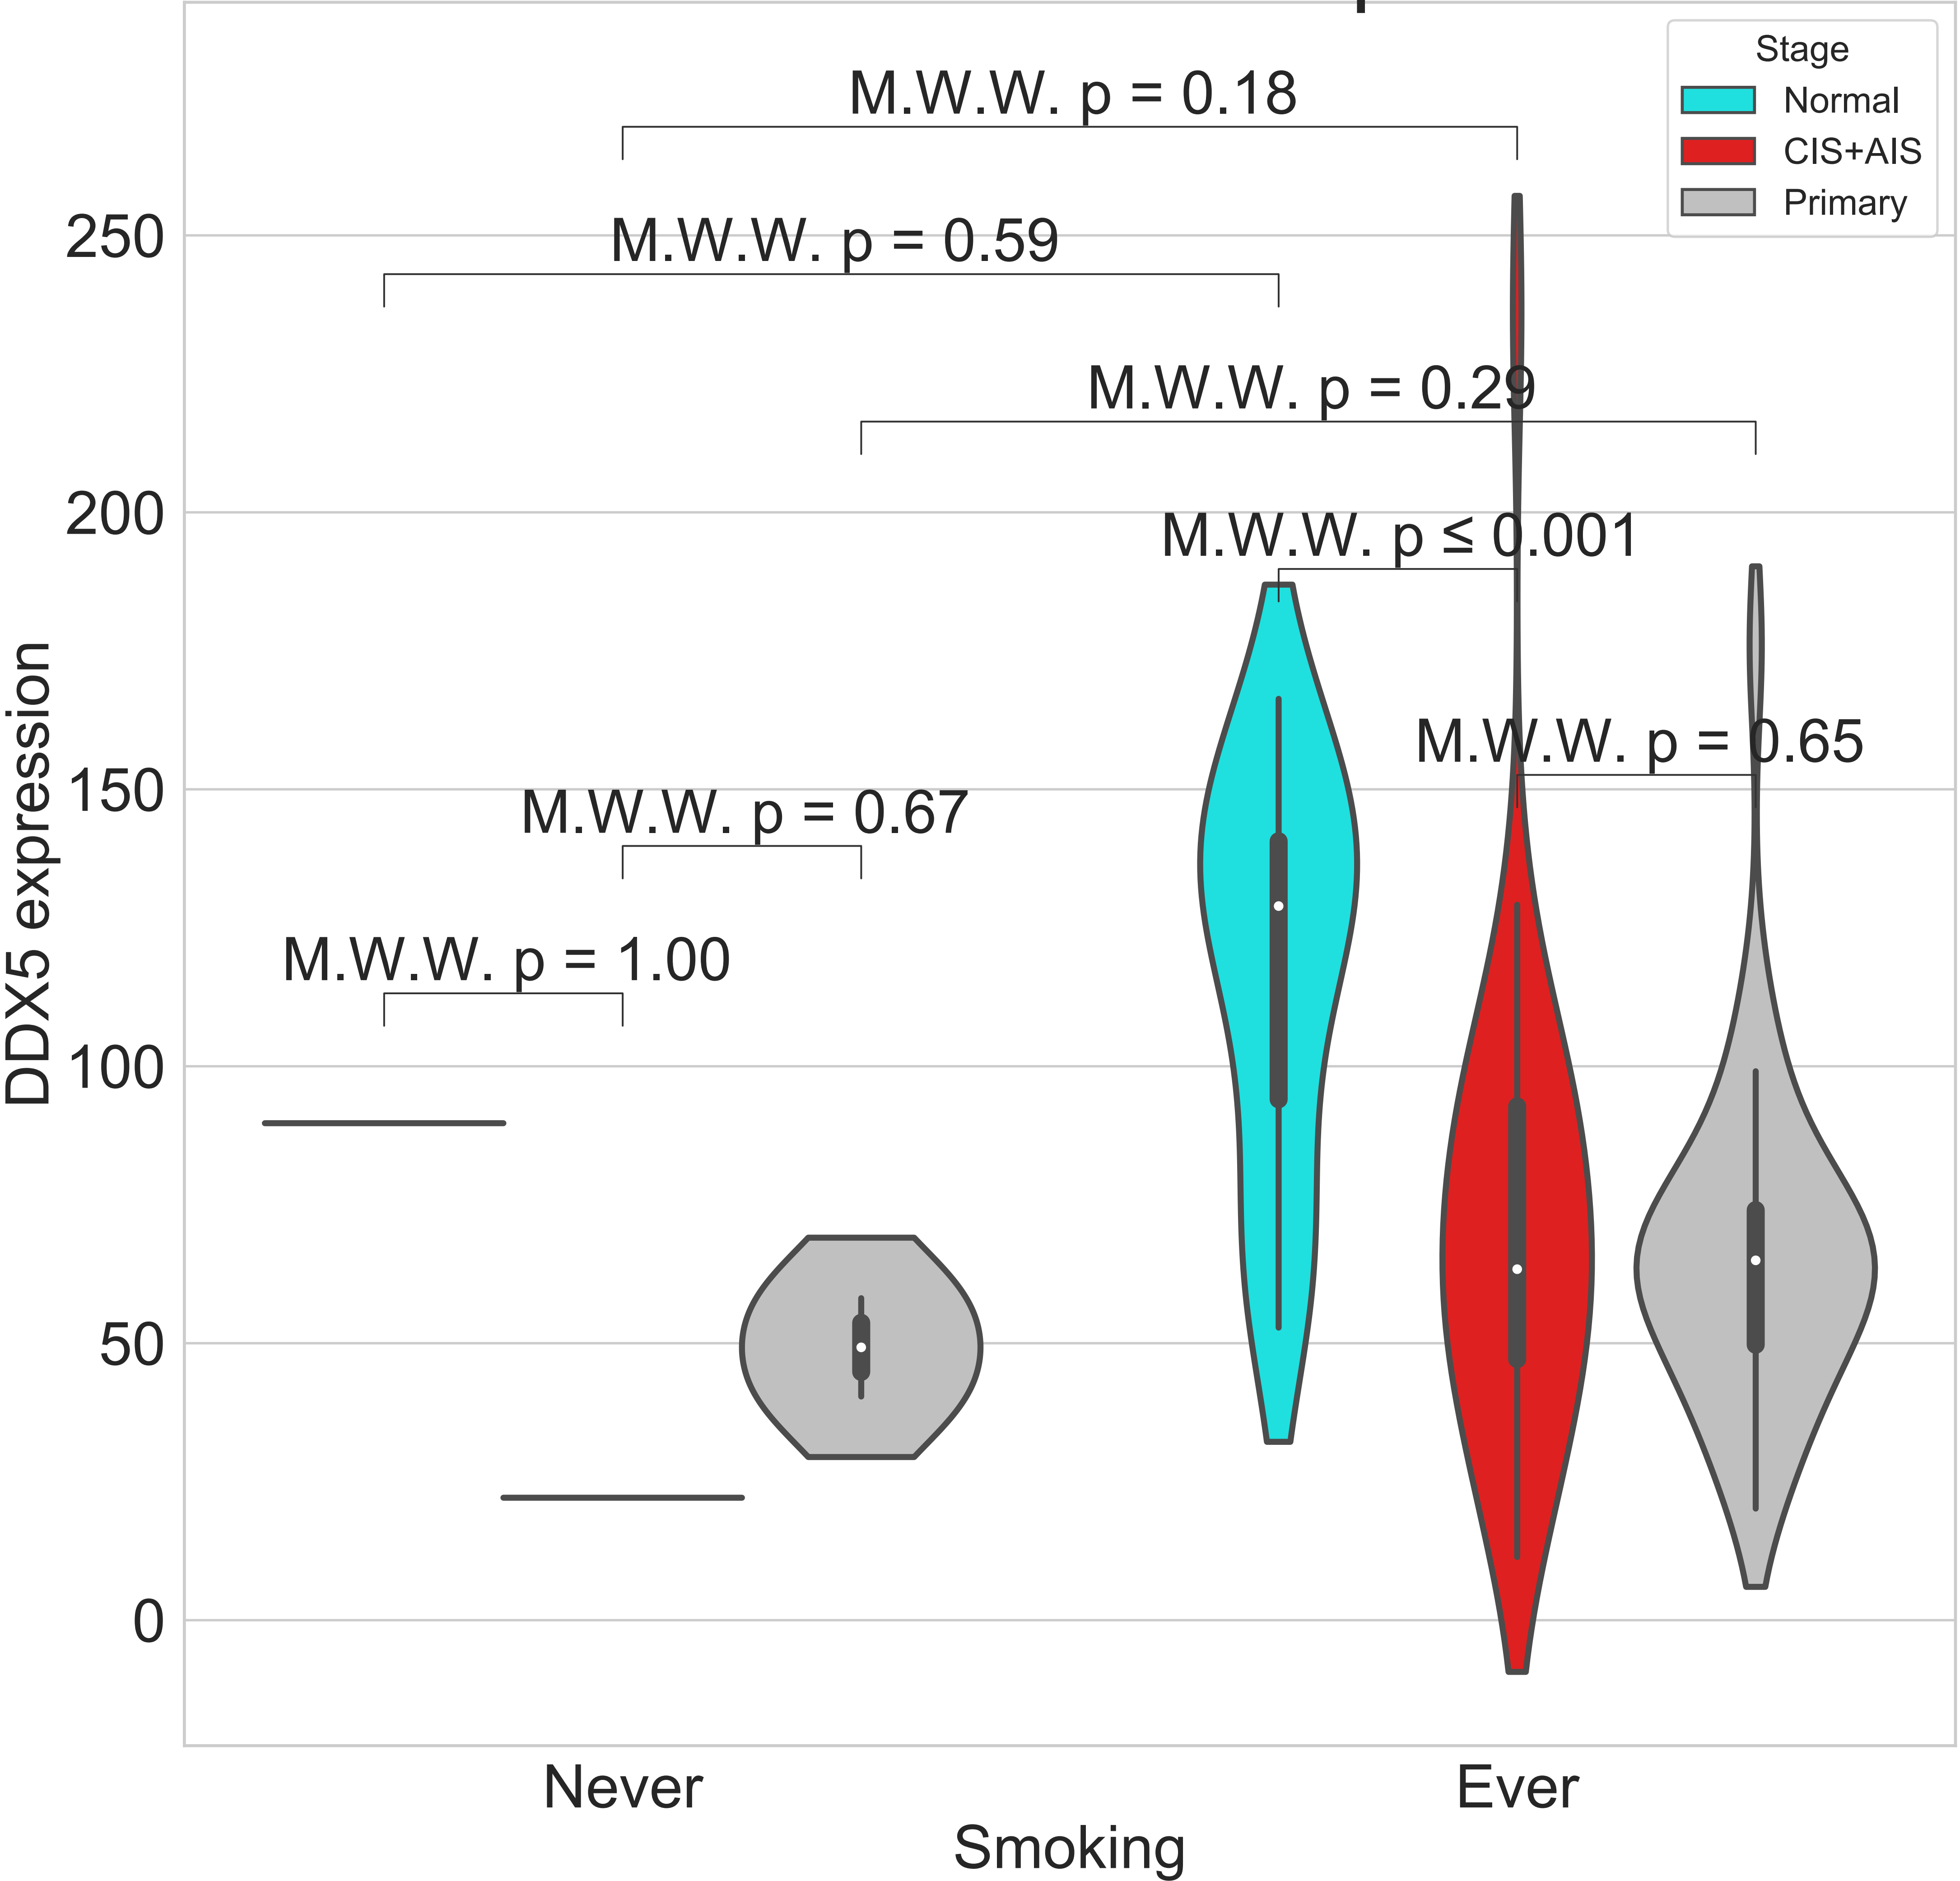 Stage
Normal
CIS+AIS
Primary
M.W.W. p = 0.18
M.W.W. p = 0.59
M.W.W. p = 0.29
M.W.W. p ≤ 0.001
M.W.W. p = 0.65
M.W.W. p = 0.67
M.W.W. p = 1.00
250
200
150
100
50
0
DDX5 expression
Never
Ever
Smoking